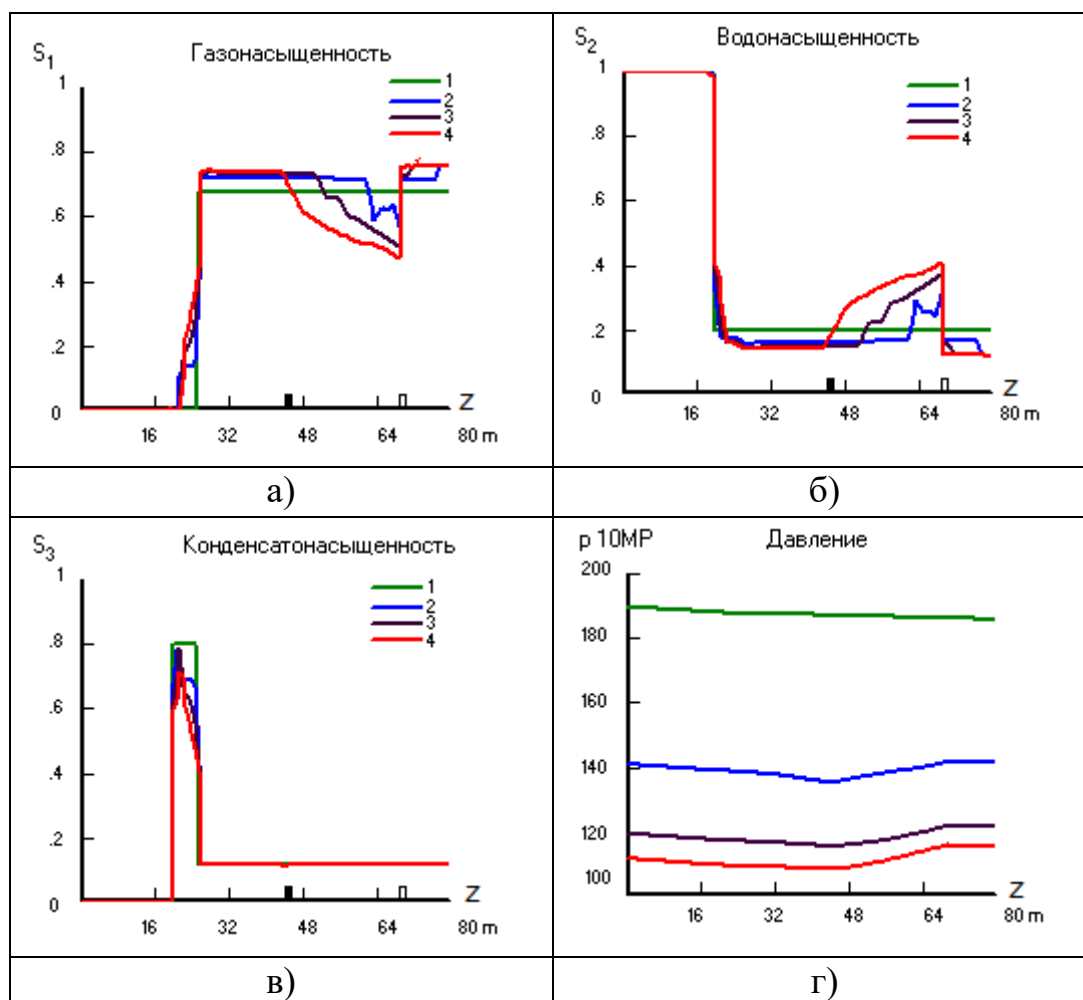 S1 Газонасыщенность
1
1
2
3
4
.8
.6
.4
.2
0
Z
16 32 48 64 80 m
а)
S2 Водонасыщенность
1
1
2
3
4
.8
.6
.4
.2
0
Z
16 32 48 64 80 m
б)
S3 Конденсатонасыщенность
1
1
2
3
4
.8
.6
.4
.2
0
Z
16 32 48 64 80 m
в)
p 10MP Давление
200
180
160
140
120
100
Z
16 32 48 64 80 m
г)